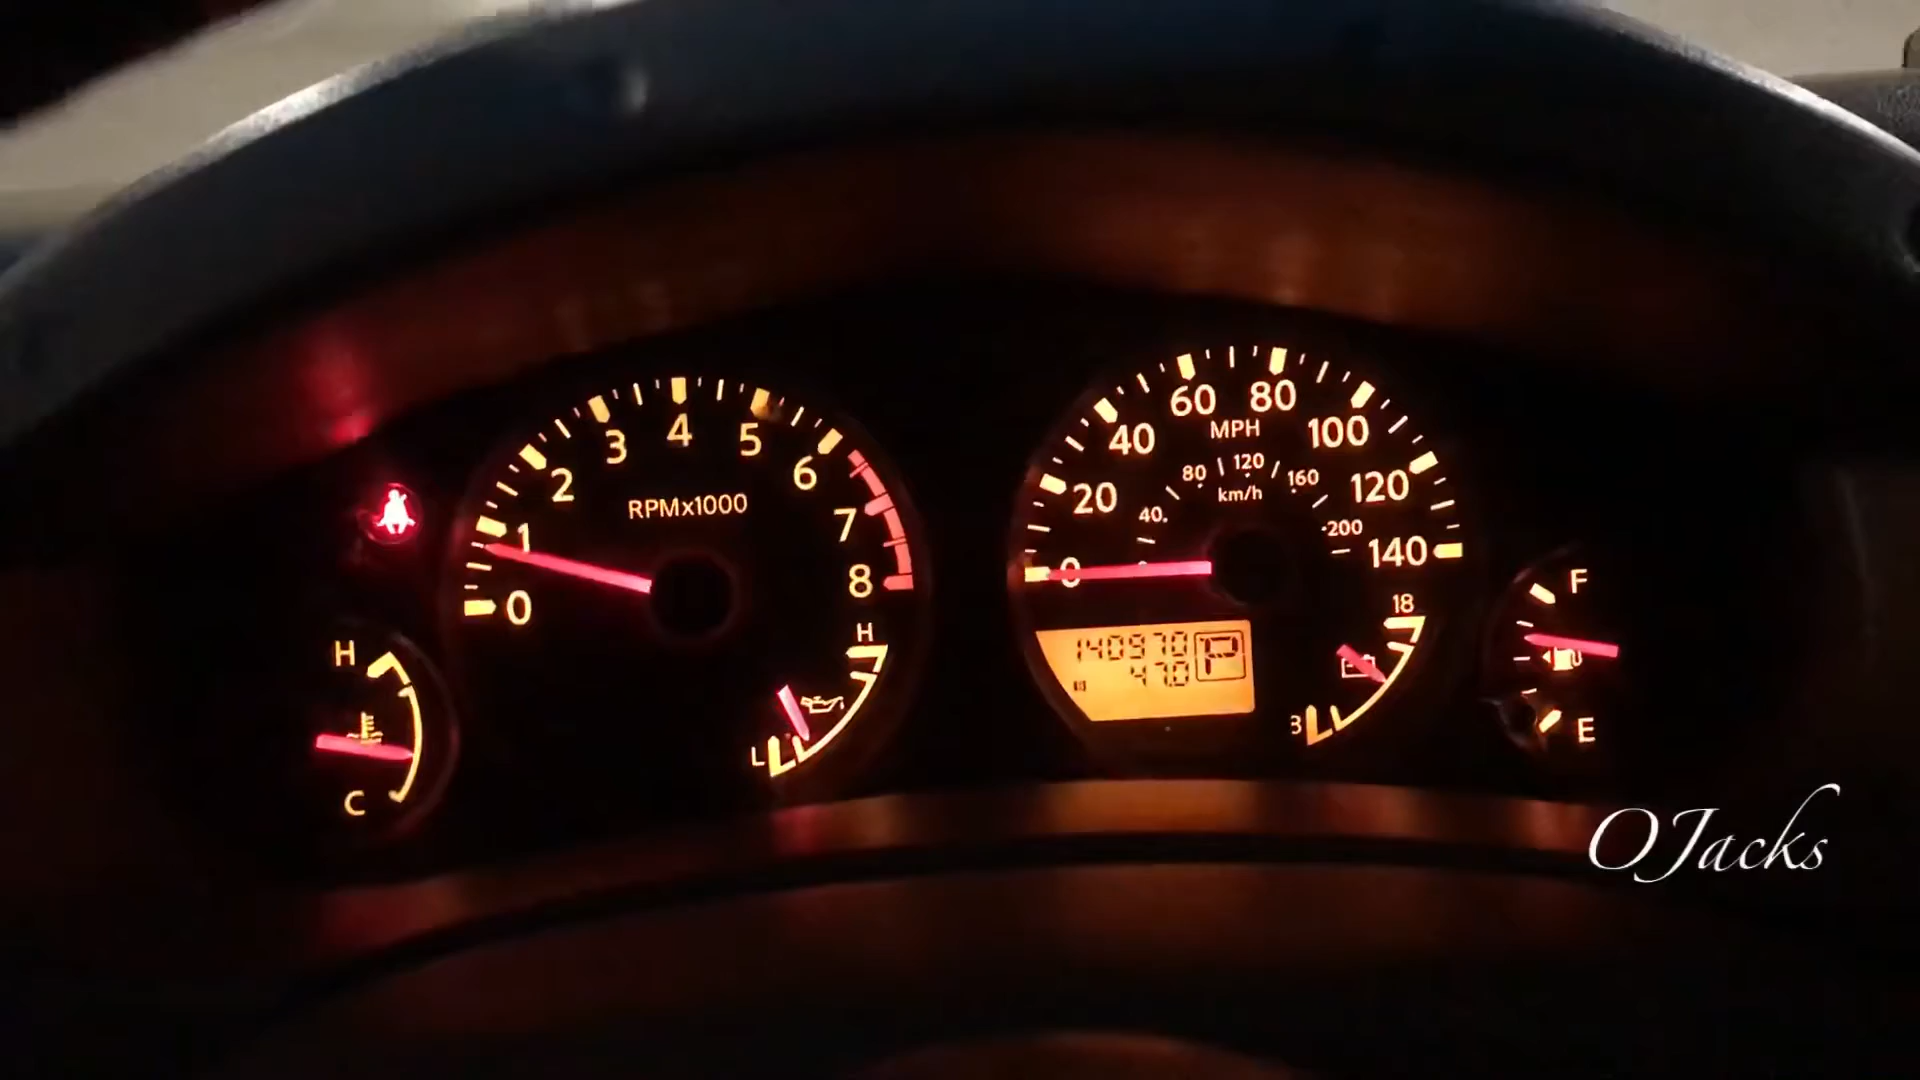 0 1 2 3 4 5 6 7 8
RPMx1000
0 20 40 60 80 100 120 140
MPH
40 80 120 160 200
km/h
H
C
H
L
140970 P
47.0
18
8
F
E
OJacks